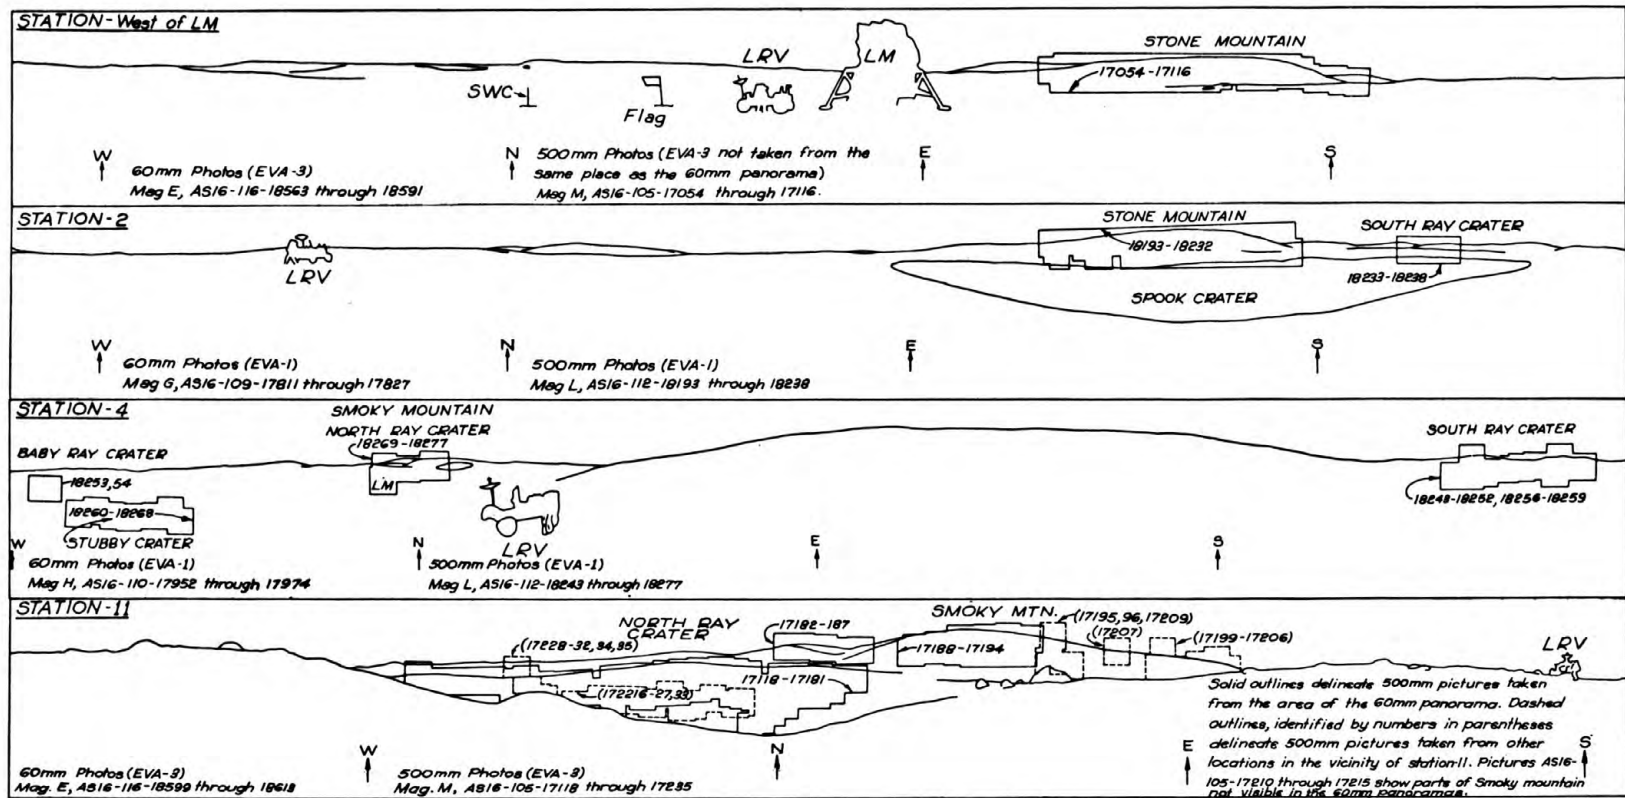 STATION-West of LM
LRV
LM
STONE MOUNTAIN
17054-17116
SWC
Flag
W
60mm Photos (EVA-3)
Mag E, AS16-116-18563 through 18591
N
500mm Photos (EVA-3 not taken from the
same place as the 60mm panorama)
Mag M, AS16-105-17054 through 17116.
E
S
STATION-2
STONE MOUNTAIN
SOUTH RAY CRATER
18193-18232
LRV
18233-18238
SPOOK CRATER
W
60mm Photos (EVA-1)
Mag G, AS16-109-17811 through 17827
N
500mm Photos (EVA-1)
Mag L, AS16-112-18193 through 18238
E
S
STATION-4
SMOKY MOUNTAIN
NORTH RAY CRATER
18269-18277
SOUTH RAY CRATER
BABY RAY CRATER
18253,54
LM
18260-18268
18248-18252, 18256-18259
STUBBY CRATER
LRV
W
60mm Photos (EVA-1)
Mag H, AS16-110-17952 through 17974
N
500mm Photos (EVA-1)
Mag L, AS16-112-18243 through 18277
E
S
STATION-11
NORTH RAY
CRATER
17182-187
SMOKY MTN.
(17195,96,17209)
(17207)
(17199-17206)
LRV
(17228-32,34,35)
17188-17194
17118-17181
(172216-27,33)
Solid outlines delineate 500mm pictures taken
from the area of the 60mm panorama. Dashed
outlines, identified by numbers in parentheses
delineate 500mm pictures taken from other
locations in the vicinity of station-11. Pictures AS16-
105-17210 through 17215 show parts of Smoky mountain
not visible in the 60mm panoramas.
W
60mm Photos (EVA-3)
Mag. E, AS16-116-18599 through 18613
N
500mm Photos (EVA-3)
Mag. M, AS16-105-17118 through 17235
E
S